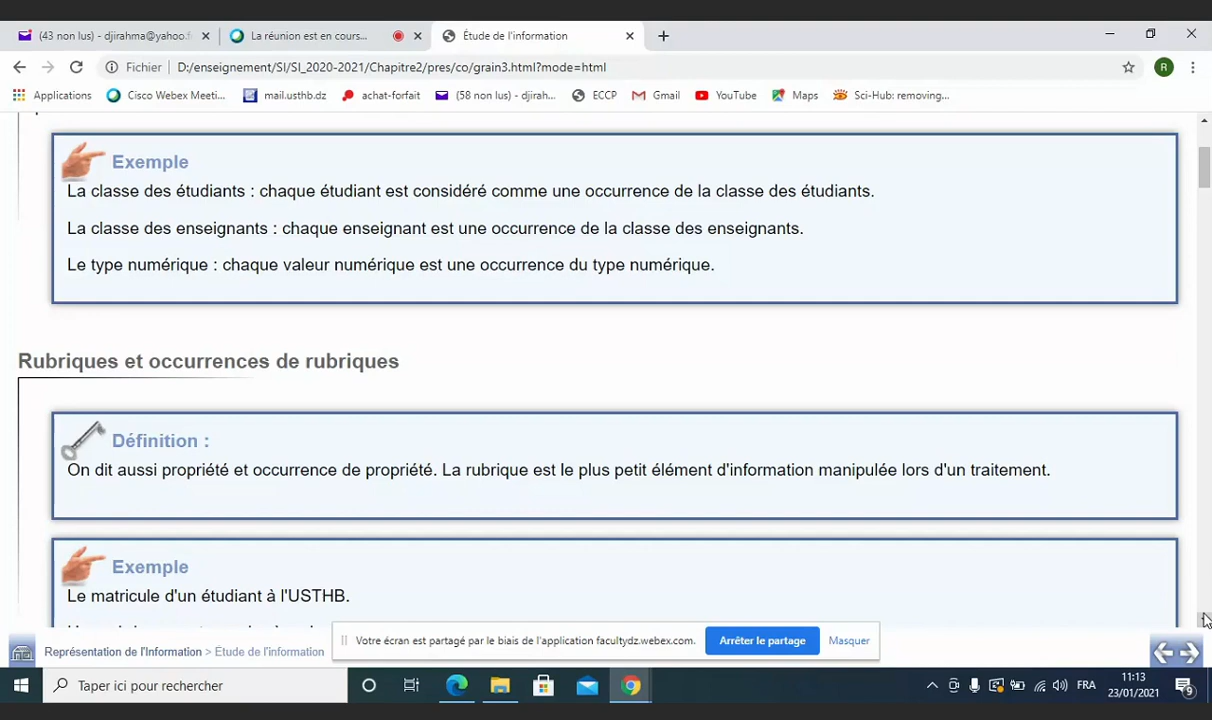 (43 non lus) - djirahma@yahoo.f
La réunion est en cours...
Étude de l'information
Fichier
D:/enseignement/SI/SI_2020-2021/Chapitre2/pres/co/grain3.html?mode=html
R
Applications
Cisco Webex Meeti...
mail.usthb.dz
achat-forfait
(58 non lus) - djirah...
ECCP
Gmail
YouTube
Maps
Sci-Hub: removing...
Exemple
La classe des étudiants : chaque étudiant est considéré comme une occurrence de la classe des étudiants.
La classe des enseignants : chaque enseignant est une occurrence de la classe des enseignants.
Le type numérique : chaque valeur numérique est une occurrence du type numérique.
Rubriques et occurrences de rubriques
Définition :
On dit aussi propriété et occurrence de propriété. La rubrique est le plus petit élément d'information manipulée lors d'un traitement.
Exemple
Le matricule d'un étudiant à l'USTHB.
Votre écran est partagé par le biais de l'application facultydz.webex.com.
Arrêter le partage
Masquer
Représentation de l'Information > Étude de l'information
Taper ici pour rechercher
FRA
11:13
23/01/2021
9